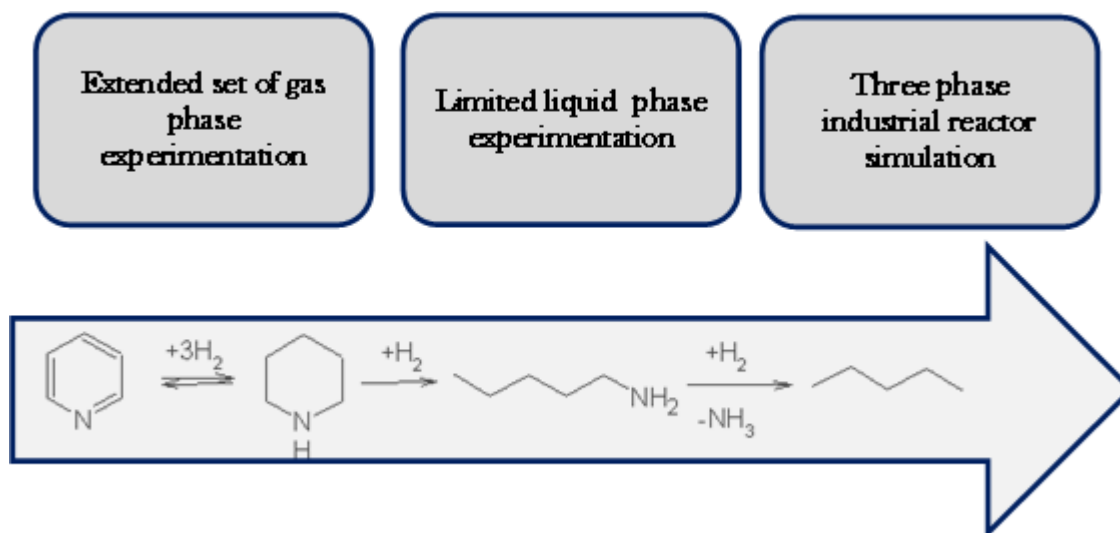 Extended set of gas
phase
experimentation
Limited liquid phase
experimentation
Three phase
industrial reactor
simulation
+3H2
N
N
H
+H2
NH2
+H2
-NH3